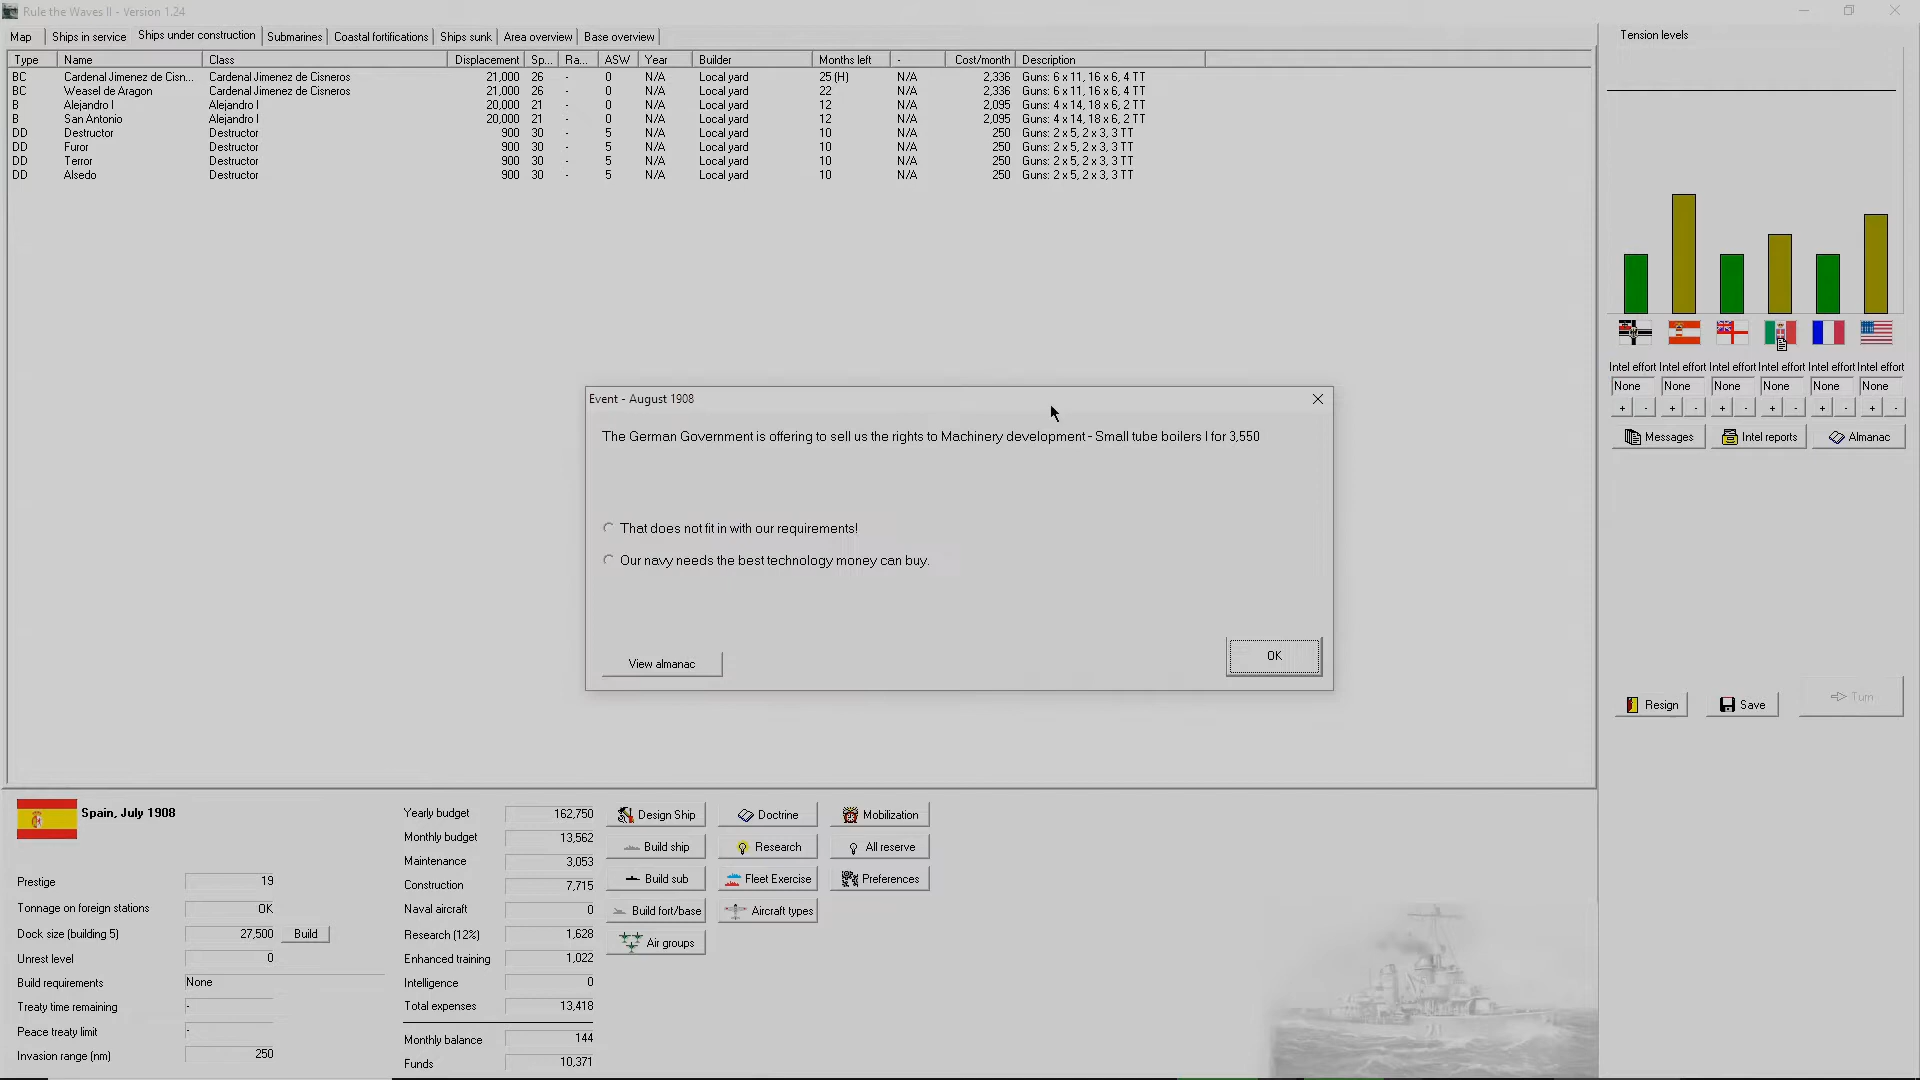 Rule the Waves II - Version 1.24
Map Ships in service Ships under construction Submarines Coastal fortifications Ships sunk Area overview Base overview
Type Name Class Displacement Sp... Ra... ASW Year Builder Months left - Cost/month Description
BC Cardenal Jimenez de Cisn... Cardenal Jimenez de Cisneros 21,000 26 - 0 N/A Local yard 25 (H) N/A 2,336 Guns: 6 x 11, 16 x 6, 4 TT
BC Weasel de Aragon Cardenal Jimenez de Cisneros 21,000 26 - 0 N/A Local yard 22 N/A 2,336 Guns: 6 x 11, 16 x 6, 4 TT
B Alejandro I Alejandro I 20,000 21 - 0 N/A Local yard 12 N/A 2,095 Guns: 4 x 14, 18 x 6, 2 TT
B San Antonio Alejandro I 20,000 21 - 0 N/A Local yard 12 N/A 2,095 Guns: 4 x 14, 18 x 6, 2 TT
DD Destructor Destructor 900 30 - 5 N/A Local yard 10 N/A 250 Guns: 2 x 5, 2 x 3, 3 TT
DD Furor Destructor 900 30 - 5 N/A Local yard 10 N/A 250 Guns: 2 x 5, 2 x 3, 3 TT
DD Terror Destructor 900 30 - 5 N/A Local yard 10 N/A 250 Guns: 2 x 5, 2 x 3, 3 TT
DD Alsedo Destructor 900 30 - 5 N/A Local yard 10 N/A 250 Guns: 2 x 5, 2 x 3, 3 TT
Tension levels
Intel effort Intel effort Intel effort Intel effort Intel effort Intel effort
None None None None None None
+ - + - + - + - + - + -
Messages Intel reports Almanac
Event - August 1908
The German Government is offering to sell us the rights to Machinery development - Small tube boilers I for 3,550
That does not fit in with our requirements!
Our navy needs the best technology money can buy.
View almanac OK
Resign Save Turn
Spain, July 1908
Prestige 19
Tonnage on foreign stations OK
Dock size (building 5) 27,500 Build
Unrest level 0
Build requirements None
Treaty time remaining -
Peace treaty limit -
Invasion range (nm) 250
Yearly budget 162,750
Monthly budget 13,562
Maintenance 3,053
Construction 7,715
Naval aircraft 0
Research (12%) 1,628
Enhanced training 1,022
Intelligence 0
Total expenses 13,418
Monthly balance 144
Funds 10,371
Design Ship Doctrine Mobilization
Build ship Research All reserve
Build sub Fleet Exercise Preferences
Build fort/base Aircraft types
Air groups